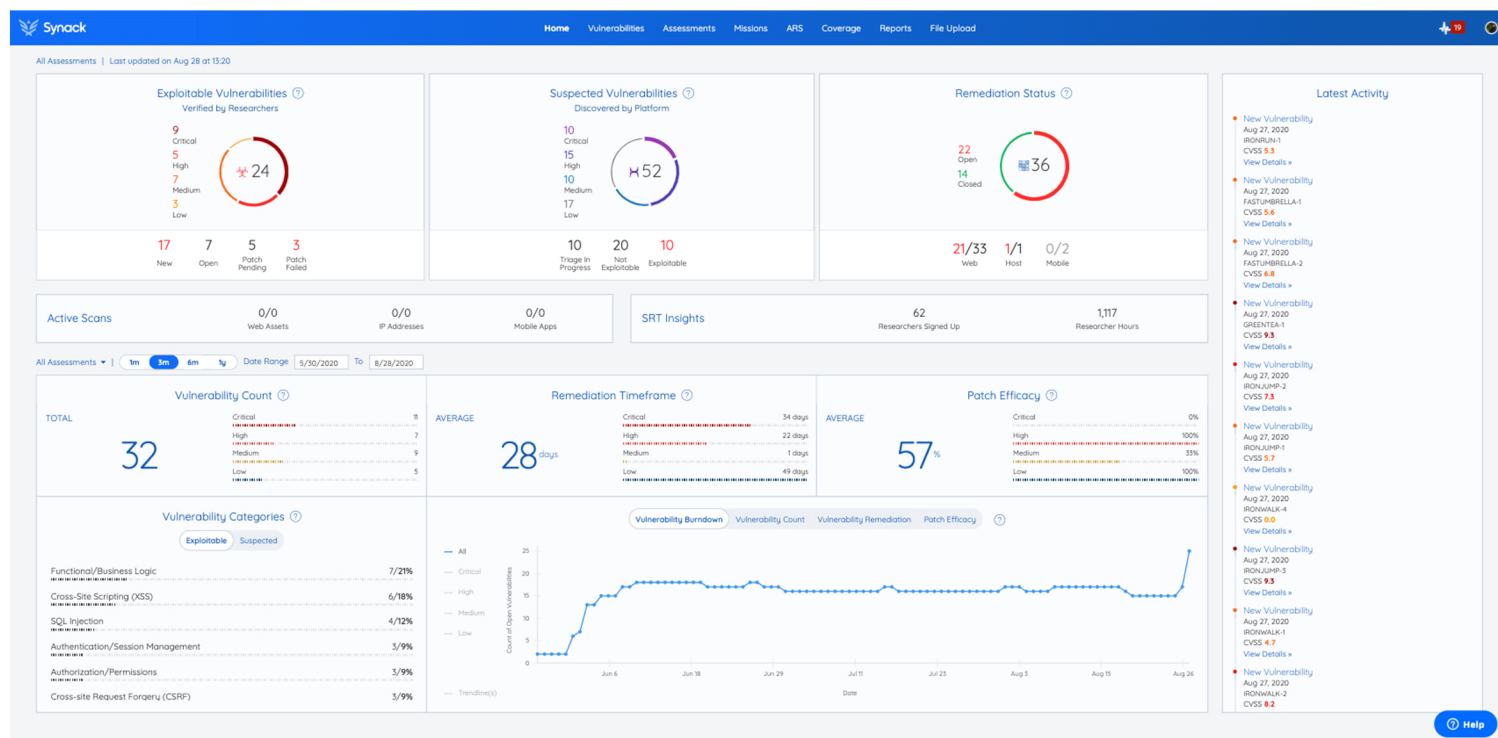 Synack
Home Vulnerabilities Assessments Missions ARS Coverage Reports File Upload
19
All Assessments | Last updated on Aug 28 at 13:20
Exploitable Vulnerabilities ?
Verified by Researchers
9
Critical
5
High
7
Medium
3
Low
24
17 7 5 3
New Open Patch Pending Patch Failed
Suspected Vulnerabilities ?
Discovered by Platform
10
Critical
15
High
10
Medium
17
Low
52
10 20 10
Triage In Progress Not Exploitable Exploitable
Remediation Status ?
22
Open
14
Closed
36
21/33 1/1 0/2
Web Host Mobile
Active Scans
0/0 0/0 0/0
Web Assets IP Addresses Mobile Apps
SRT Insights
62 1,117
Researchers Signed Up Researcher Hours
All Assessments | 1m 3m 6m 1y Date Range 5/30/2020 To 8/28/2020
Vulnerability Count ?
TOTAL
32
Critical 11
High 7
Medium 9
Low 5
Remediation Timeframe ?
AVERAGE
28 days
Critical 34 days
High 22 days
Medium 1 days
Low 49 days
Patch Efficacy ?
AVERAGE
57 %
Critical 0%
High 100%
Medium 33%
Low 100%
Vulnerability Categories ?
Exploitable Suspected
Functional/Business Logic 7/21%
Cross-Site Scripting (XSS) 6/18%
SQL Injection 4/12%
Authentication/Session Management 3/9%
Authorization/Permissions 3/9%
Cross-site Request Forgery (CSRF) 3/9%
Vulnerability Burndown Vulnerability Count Vulnerability Remediation Patch Efficacy ?
All
Critical
High
Medium
Low
Trendline(s)
Count of Open Vulnerabilities
25
20
15
10
5
0
Jun 6 Jun 18 Jun 29 Jul 11 Jul 23 Aug 3 Aug 15 Aug 26
Date
Latest Activity
New Vulnerability
Aug 27, 2020
IRONRUN-1
CVSS 5.3
View Details »
New Vulnerability
Aug 27, 2020
FASTUMBRELLA-1
CVSS 5.6
View Details »
New Vulnerability
Aug 27, 2020
FASTUMBRELLA-2
CVSS 6.8
View Details »
New Vulnerability
Aug 27, 2020
GREENTEA-1
CVSS 9.3
View Details »
New Vulnerability
Aug 27, 2020
IRONJUMP-2
CVSS 7.3
View Details »
New Vulnerability
Aug 27, 2020
IRONJUMP-1
CVSS 5.7
View Details »
New Vulnerability
Aug 27, 2020
IRONWALK-4
CVSS 0.0
View Details »
New Vulnerability
Aug 27, 2020
IRONJUMP-3
CVSS 9.3
View Details »
New Vulnerability
Aug 27, 2020
IRONWALK-1
CVSS 4.7
View Details »
New Vulnerability
Aug 27, 2020
IRONWALK-2
CVSS 8.2
? Help